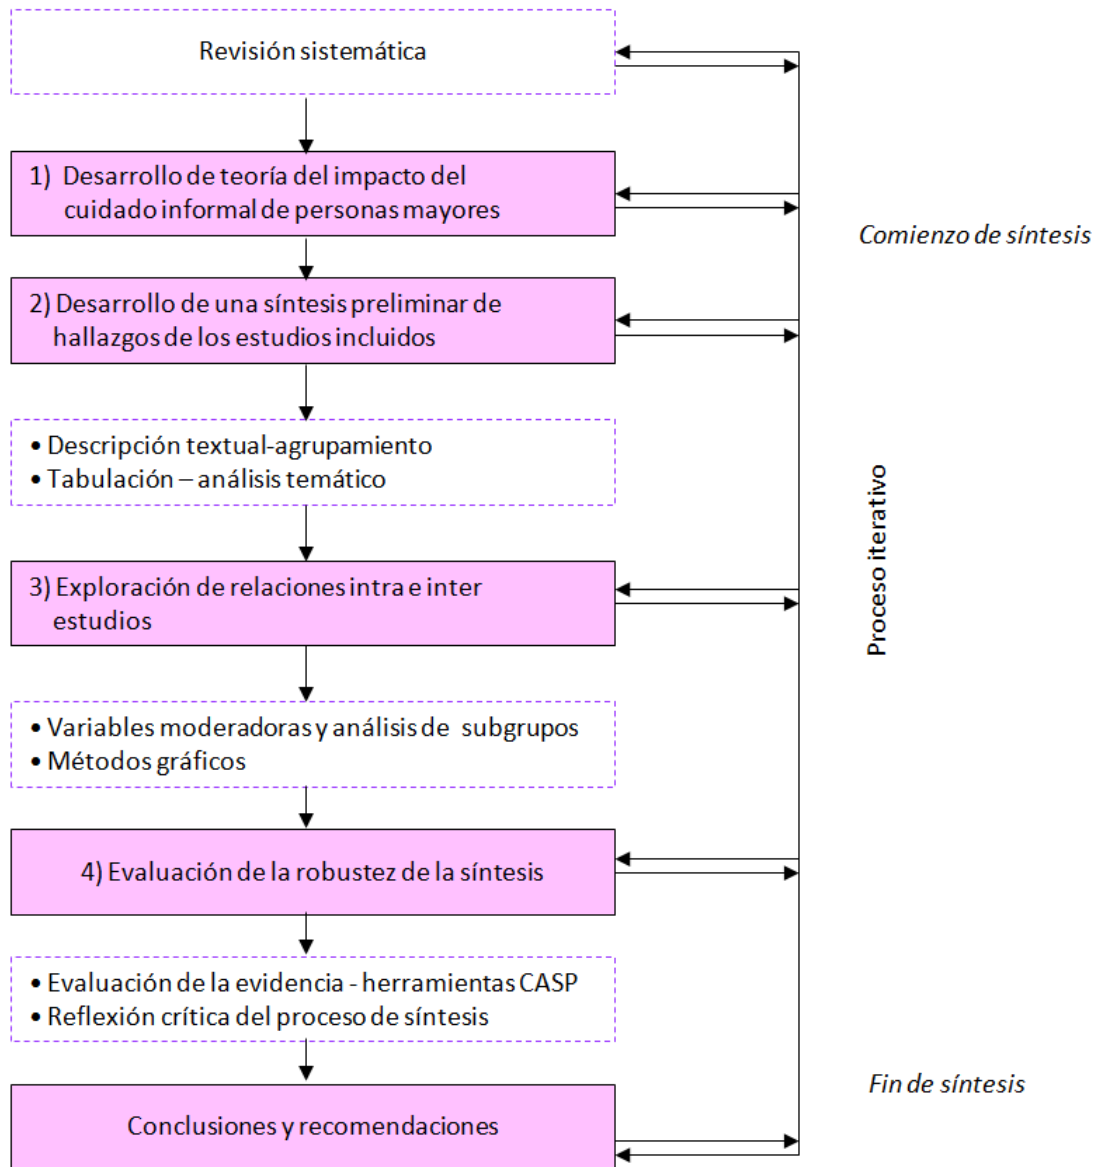 Revisión sistemática
1) Desarrollo de teoría del impacto del
cuidado informal de personas mayores
Comienzo de síntesis
2) Desarrollo de una síntesis preliminar de
hallazgos de los estudios incluidos
• Descripción textual-agrupamiento
• Tabulación – análisis temático
Proceso iterativo
3) Exploración de relaciones intra e inter
estudios
• Variables moderadoras y análisis de subgrupos
• Métodos gráficos
4) Evaluación de la robustez de la síntesis
• Evaluación de la evidencia - herramientas CASP
• Reflexión crítica del proceso de síntesis
Fin de síntesis
Conclusiones y recomendaciones